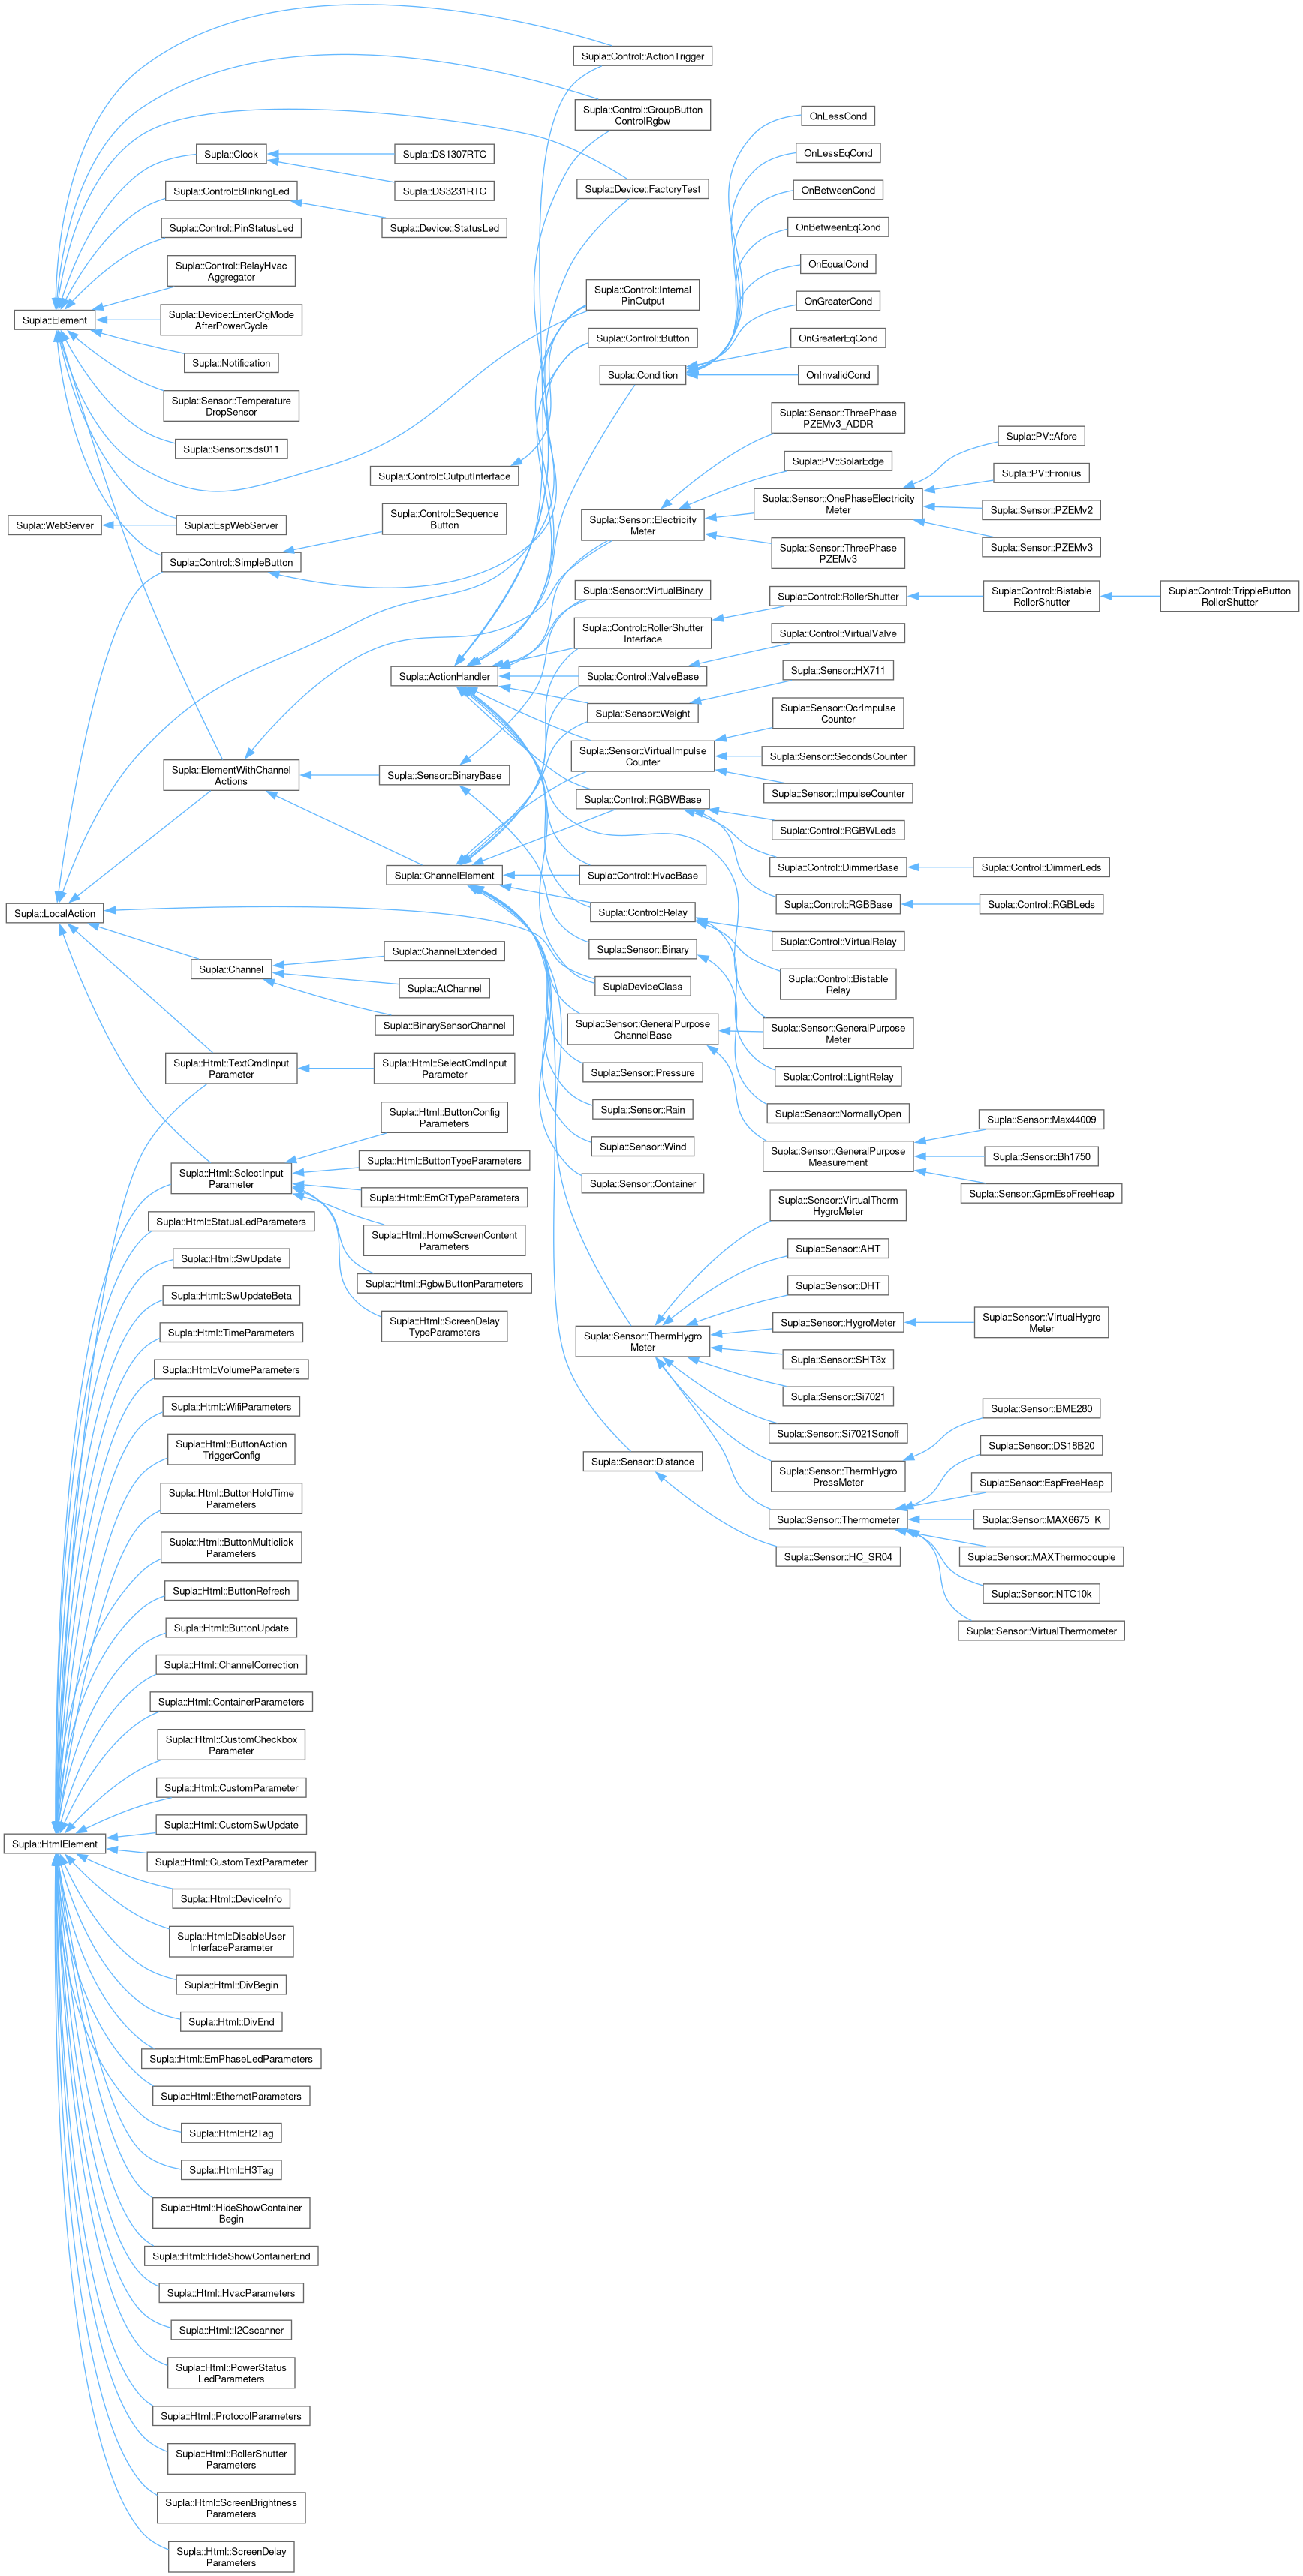 Supla::Element
Supla::WebServer
Supla::LocalAction
Supla::HtmlElement
Supla::Clock
Supla::Control::BlinkingLed
Supla::Control::PinStatusLed
Supla::Control::RelayHvac
Aggregator
Supla::Device::EnterCfgMode
AfterPowerCycle
Supla::Notification
Supla::Sensor::Temperature
DropSensor
Supla::Sensor::sds011
Supla::EspWebServer
Supla::Control::SimpleButton
Supla::ElementWithChannel
Actions
Supla::Channel
Supla::Html::TextCmdInput
Parameter
Supla::Html::SelectInput
Parameter
Supla::Html::StatusLedParameters
Supla::Html::SwUpdate
Supla::Html::SwUpdateBeta
Supla::Html::TimeParameters
Supla::Html::VolumeParameters
Supla::Html::WifiParameters
Supla::Html::ButtonAction
TriggerConfig
Supla::Html::ButtonHoldTime
Parameters
Supla::Html::ButtonMulticlick
Parameters
Supla::Html::ButtonRefresh
Supla::Html::ButtonUpdate
Supla::Html::ChannelCorrection
Supla::Html::ContainerParameters
Supla::Html::CustomCheckbox
Parameter
Supla::Html::CustomParameter
Supla::Html::CustomSwUpdate
Supla::Html::CustomTextParameter
Supla::Html::DeviceInfo
Supla::Html::DisableUser
InterfaceParameter
Supla::Html::DivBegin
Supla::Html::DivEnd
Supla::Html::EmPhaseLedParameters
Supla::Html::EthernetParameters
Supla::Html::H2Tag
Supla::Html::H3Tag
Supla::Html::HideShowContainer
Begin
Supla::Html::HideShowContainerEnd
Supla::Html::HvacParameters
Supla::Html::I2Cscanner
Supla::Html::PowerStatus
LedParameters
Supla::Html::ProtocolParameters
Supla::Html::RollerShutter
Parameters
Supla::Html::ScreenBrightness
Parameters
Supla::Html::ScreenDelay
Parameters
Supla::DS1307RTC
Supla::DS3231RTC
Supla::Device::StatusLed
Supla::Control::OutputInterface
Supla::Control::Sequence
Button
Supla::ActionHandler
Supla::Sensor::BinaryBase
Supla::ChannelElement
Supla::ChannelExtended
Supla::AtChannel
Supla::BinarySensorChannel
Supla::Html::SelectCmdInput
Parameter
Supla::Html::ButtonConfig
Parameters
Supla::Html::ButtonTypeParameters
Supla::Html::EmCtTypeParameters
Supla::Html::HomeScreenContent
Parameters
Supla::Html::RgbwButtonParameters
Supla::Html::ScreenDelay
TypeParameters
Supla::Control::ActionTrigger
Supla::Control::GroupButton
ControlRgbw
Supla::Device::FactoryTest
Supla::Control::Internal
PinOutput
Supla::Control::Button
Supla::Condition
Supla::Sensor::Electricity
Meter
Supla::Sensor::VirtualBinary
Supla::Control::RollerShutter
Interface
Supla::Control::ValveBase
Supla::Sensor::Weight
Supla::Sensor::VirtualImpulse
Counter
Supla::Control::RGBWBase
Supla::Control::HvacBase
Supla::Control::Relay
Supla::Sensor::Binary
SuplaDeviceClass
Supla::Sensor::GeneralPurpose
ChannelBase
Supla::Sensor::Pressure
Supla::Sensor::Rain
Supla::Sensor::Wind
Supla::Sensor::Container
Supla::Sensor::ThermHygro
Meter
Supla::Sensor::Distance
OnLessCond
OnLessEqCond
OnBetweenCond
OnBetweenEqCond
OnEqualCond
OnGreaterCond
OnGreaterEqCond
OnInvalidCond
Supla::Sensor::ThreePhase
PZEMv3_ADDR
Supla::PV::SolarEdge
Supla::Sensor::OnePhaseElectricity
Meter
Supla::Sensor::ThreePhase
PZEMv3
Supla::Control::RollerShutter
Supla::Control::VirtualValve
Supla::Sensor::HX711
Supla::Sensor::OcrImpulse
Counter
Supla::Sensor::SecondsCounter
Supla::Sensor::ImpulseCounter
Supla::Control::RGBWLeds
Supla::Control::DimmerBase
Supla::Control::RGBBase
Supla::Control::VirtualRelay
Supla::Control::Bistable
Relay
Supla::Sensor::GeneralPurpose
Meter
Supla::Control::LightRelay
Supla::Sensor::NormallyOpen
Supla::Sensor::GeneralPurpose
Measurement
Supla::Sensor::VirtualTherm
HygroMeter
Supla::Sensor::AHT
Supla::Sensor::DHT
Supla::Sensor::HygroMeter
Supla::Sensor::SHT3x
Supla::Sensor::Si7021
Supla::Sensor::Si7021Sonoff
Supla::Sensor::ThermHygro
PressMeter
Supla::Sensor::Thermometer
Supla::Sensor::HC_SR04
Supla::PV::Afore
Supla::PV::Fronius
Supla::Sensor::PZEMv2
Supla::Sensor::PZEMv3
Supla::Control::Bistable
RollerShutter
Supla::Control::DimmerLeds
Supla::Control::RGBLeds
Supla::Sensor::Max44009
Supla::Sensor::Bh1750
Supla::Sensor::GpmEspFreeHeap
Supla::Sensor::VirtualHygro
Meter
Supla::Sensor::BME280
Supla::Sensor::DS18B20
Supla::Sensor::EspFreeHeap
Supla::Sensor::MAX6675_K
Supla::Sensor::MAXThermocouple
Supla::Sensor::NTC10k
Supla::Sensor::VirtualThermometer
Supla::Control::TrippleButton
RollerShutter